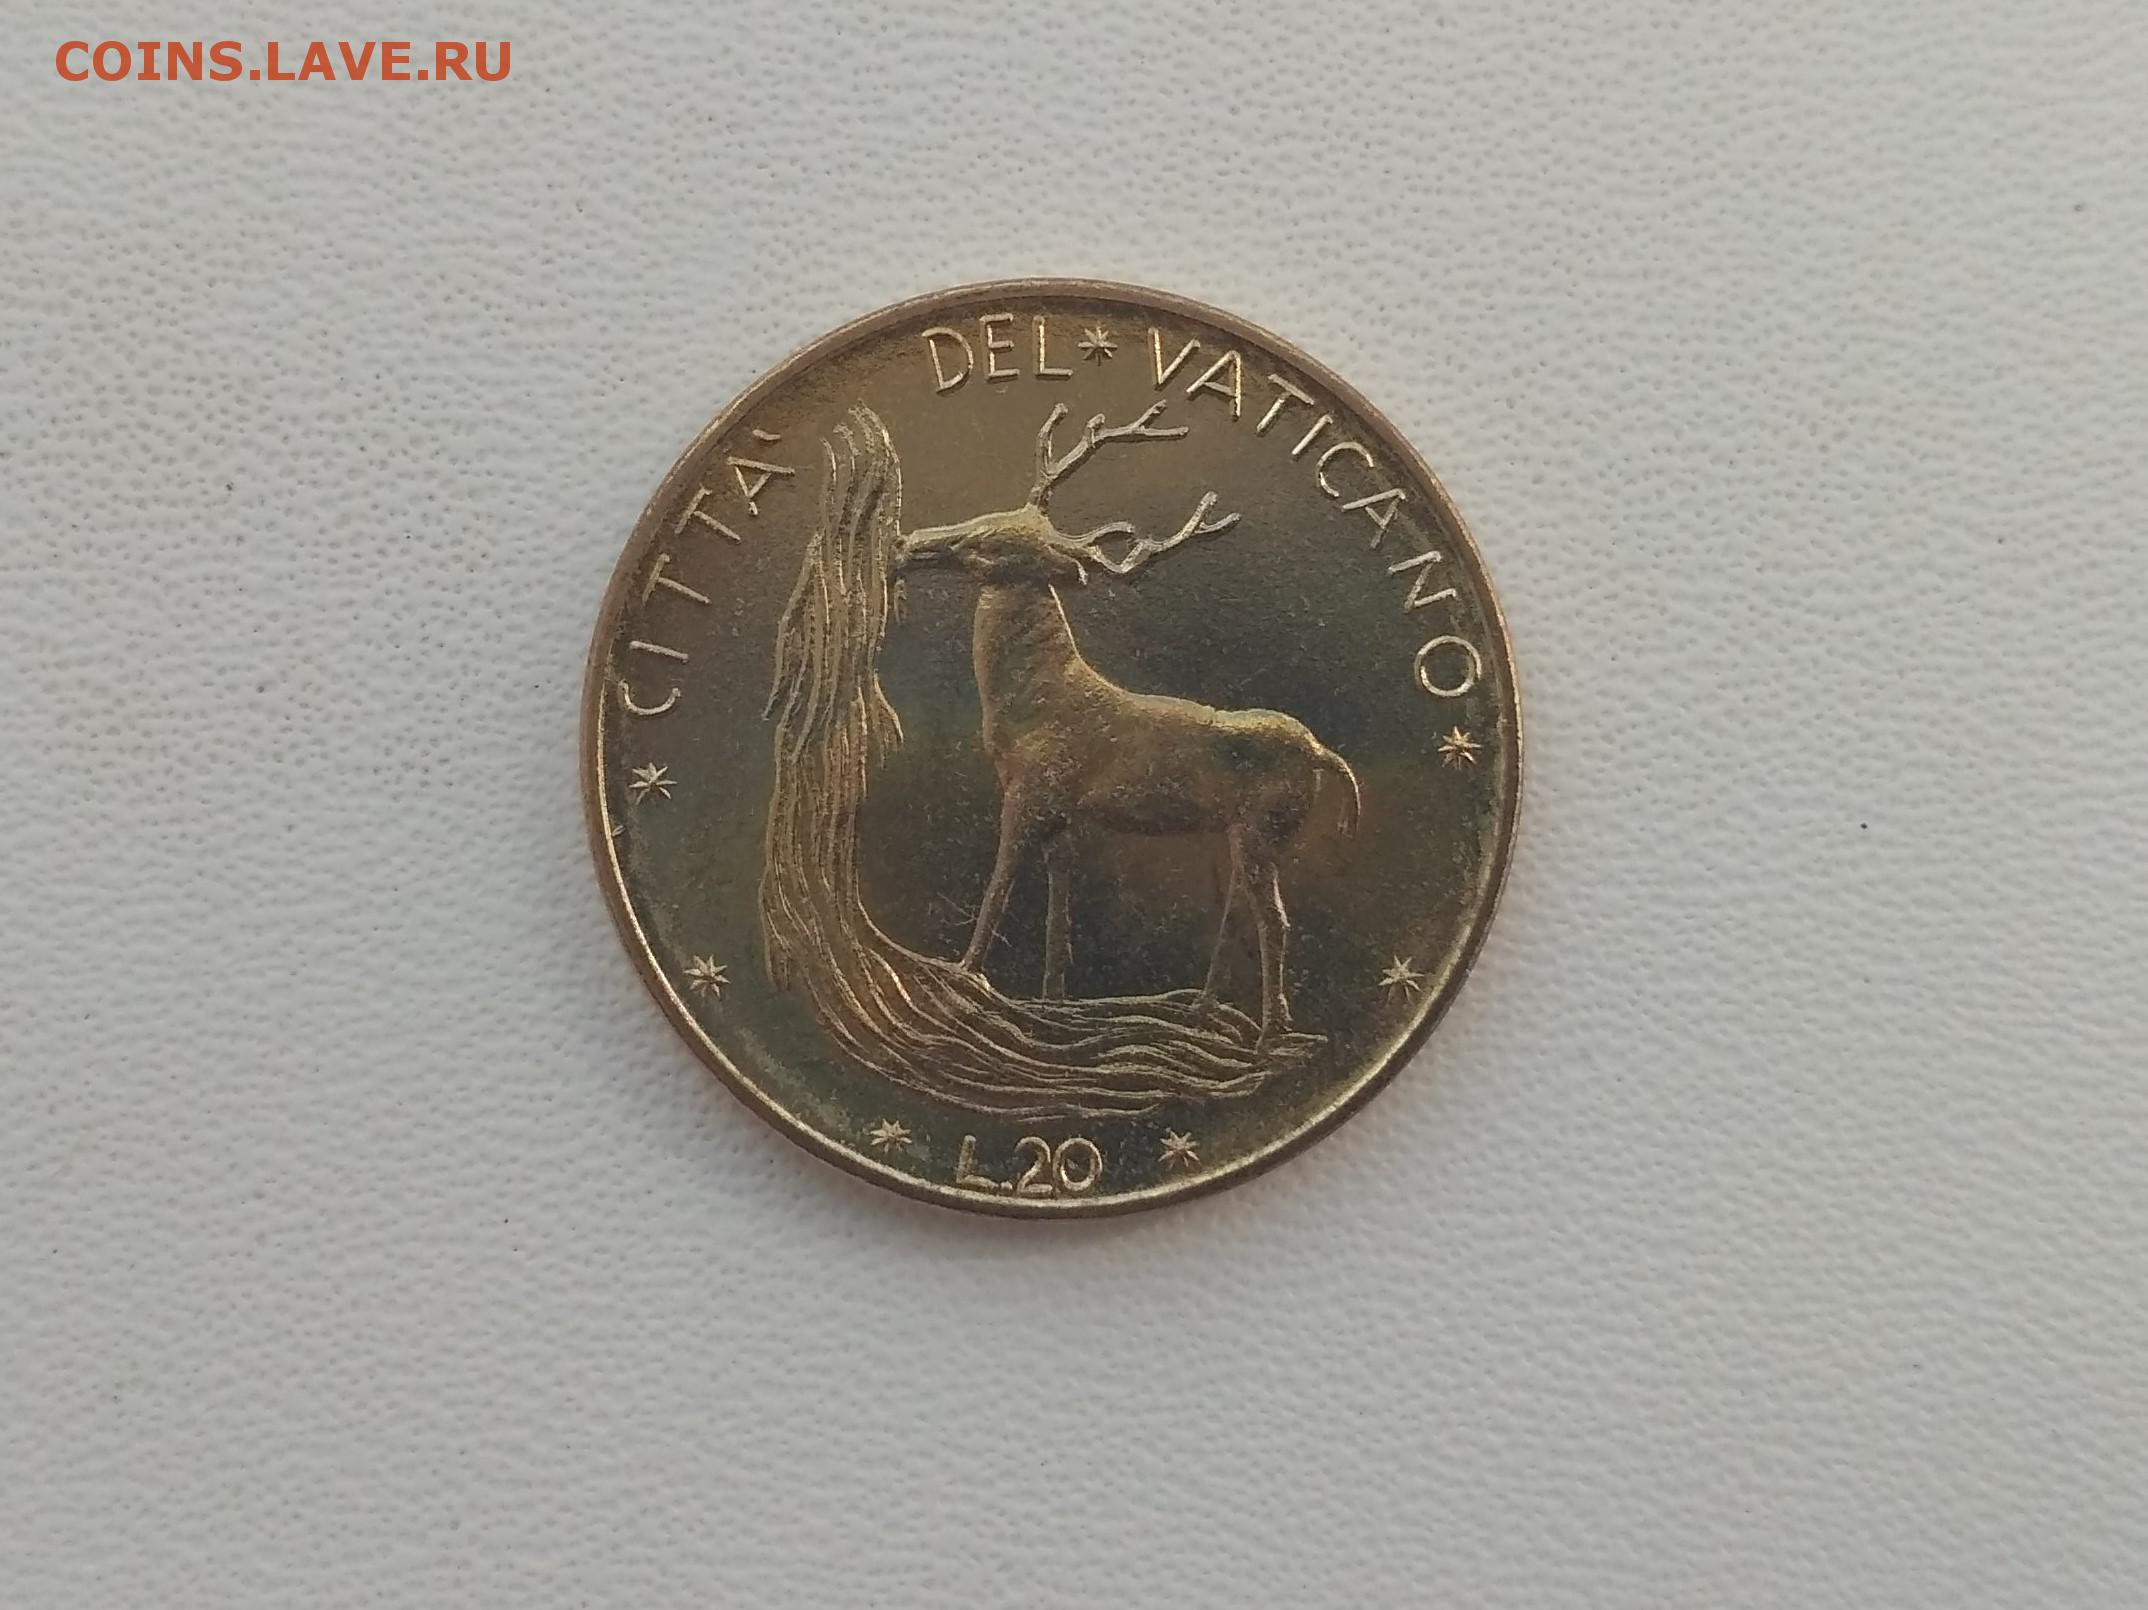 COINS.LAVE.RU
CITTA' DEL * VATICANO
L.20